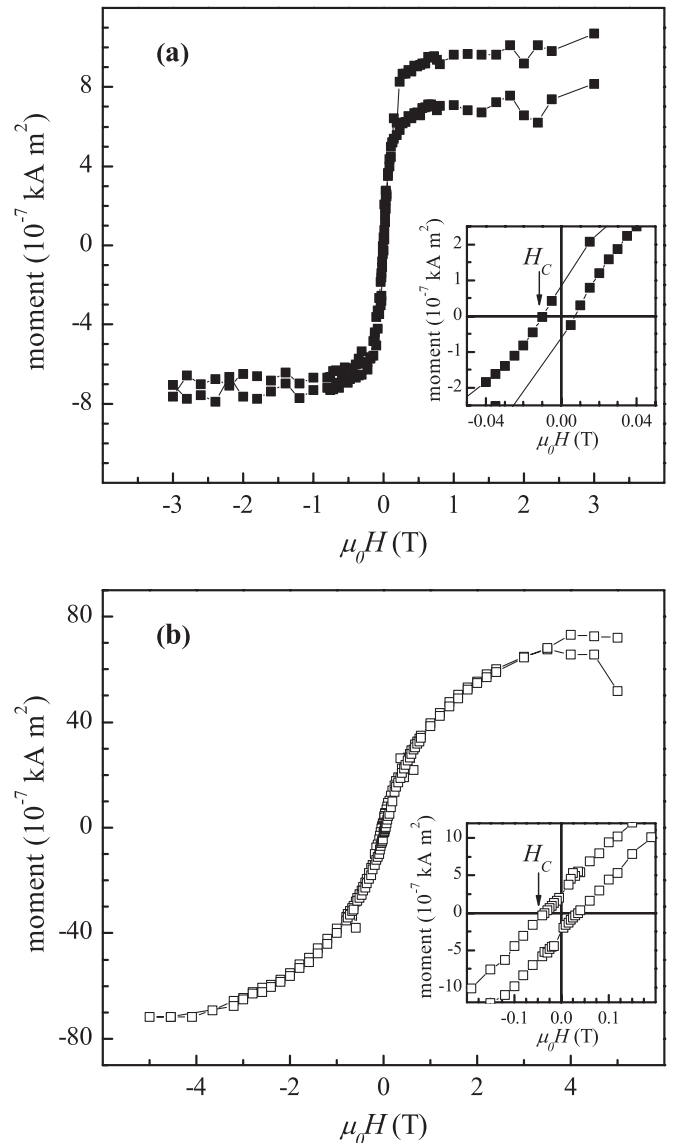 (a)
8
4
0
-4
-8
moment (10⁻⁷ kA m²)
-3 -2 -1 0 1 2 3
μ₀H (T)
2
1
0
-1
-2
moment (10⁻⁷ kA m²)
H_C
-0.04 0.00 0.04
μ₀H (T)
(b)
80
40
0
-40
-80
moment (10⁻⁷ kA m²)
-4 -2 0 2 4
μ₀H (T)
10
5
0
-5
-10
moment (10⁻⁷ kA m²)
H_C
-0.1 0.0 0.1
μ₀H (T)